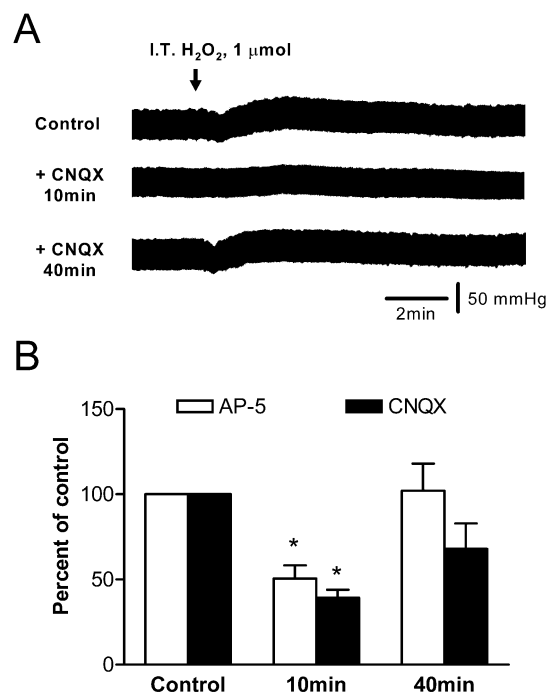 A
I.T. H₂O₂, 1 μmol
Control
+ CNQX
10min
+ CNQX
40min
2min
50 mmHg
B
AP-5
CNQX
150
100
50
0
Percent of control
*
*
Control
10min
40min